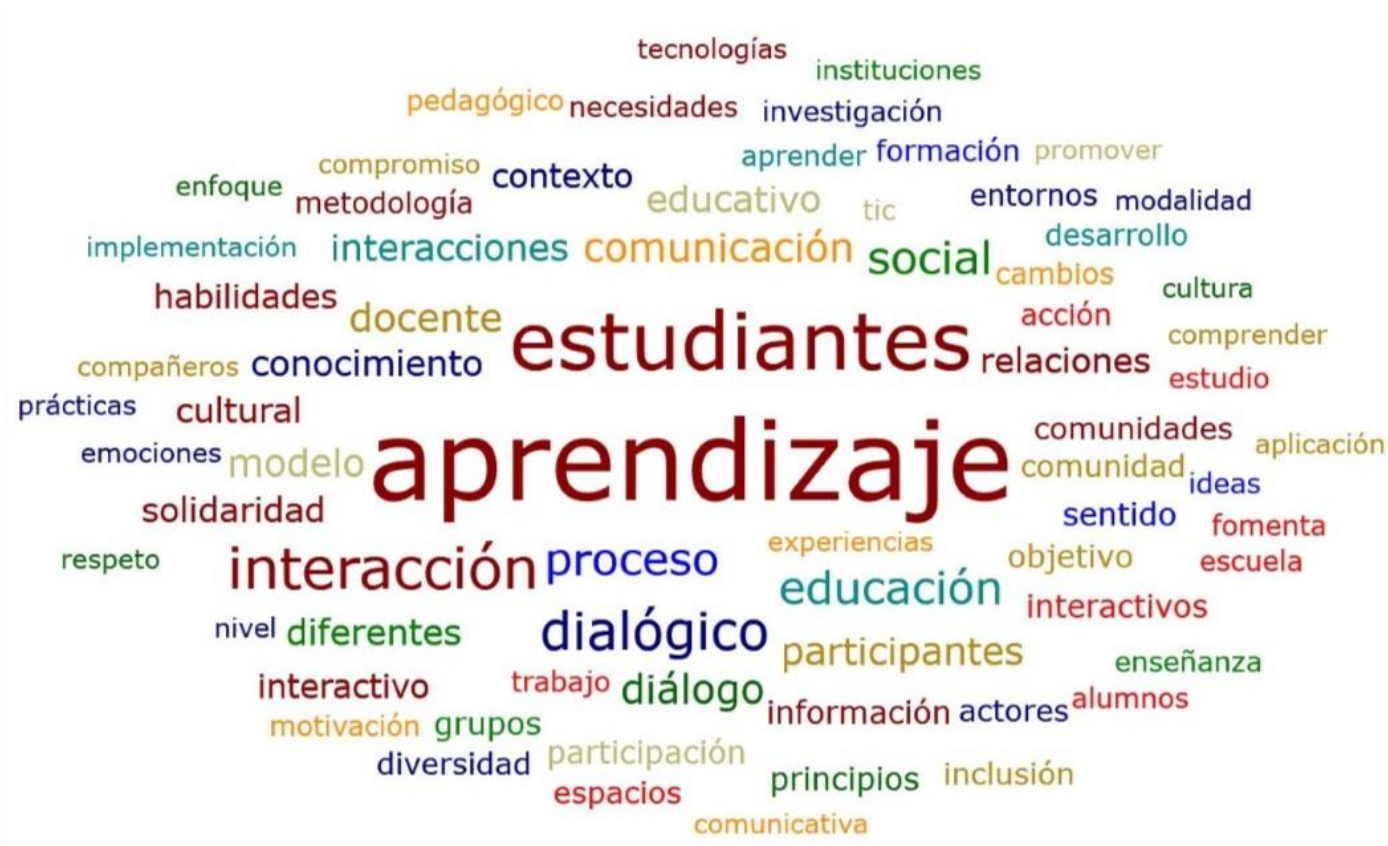 tecnologías
instituciones
pedagógico necesidades investigación
aprender formación promover
compromiso contexto
enfoque metodología educativo tic entornos modalidad
implementación interacciones comunicación social desarrollo
cambios
habilidades cultura
docente estudiantes acción
comprender
compañeros conocimiento relaciones estudio
prácticas cultural
comunidades
emociones modelo aprendizaje comunidad aplicación
ideas
solidaridad sentido fomenta
respeto interacción proceso experiencias objetivo escuela
educación interactivos
nivel diferentes dialógico participantes enseñanza
interactivo trabajo diálogo información actores alumnos
motivación grupos
diversidad participación
espacios principios inclusión
comunicativa